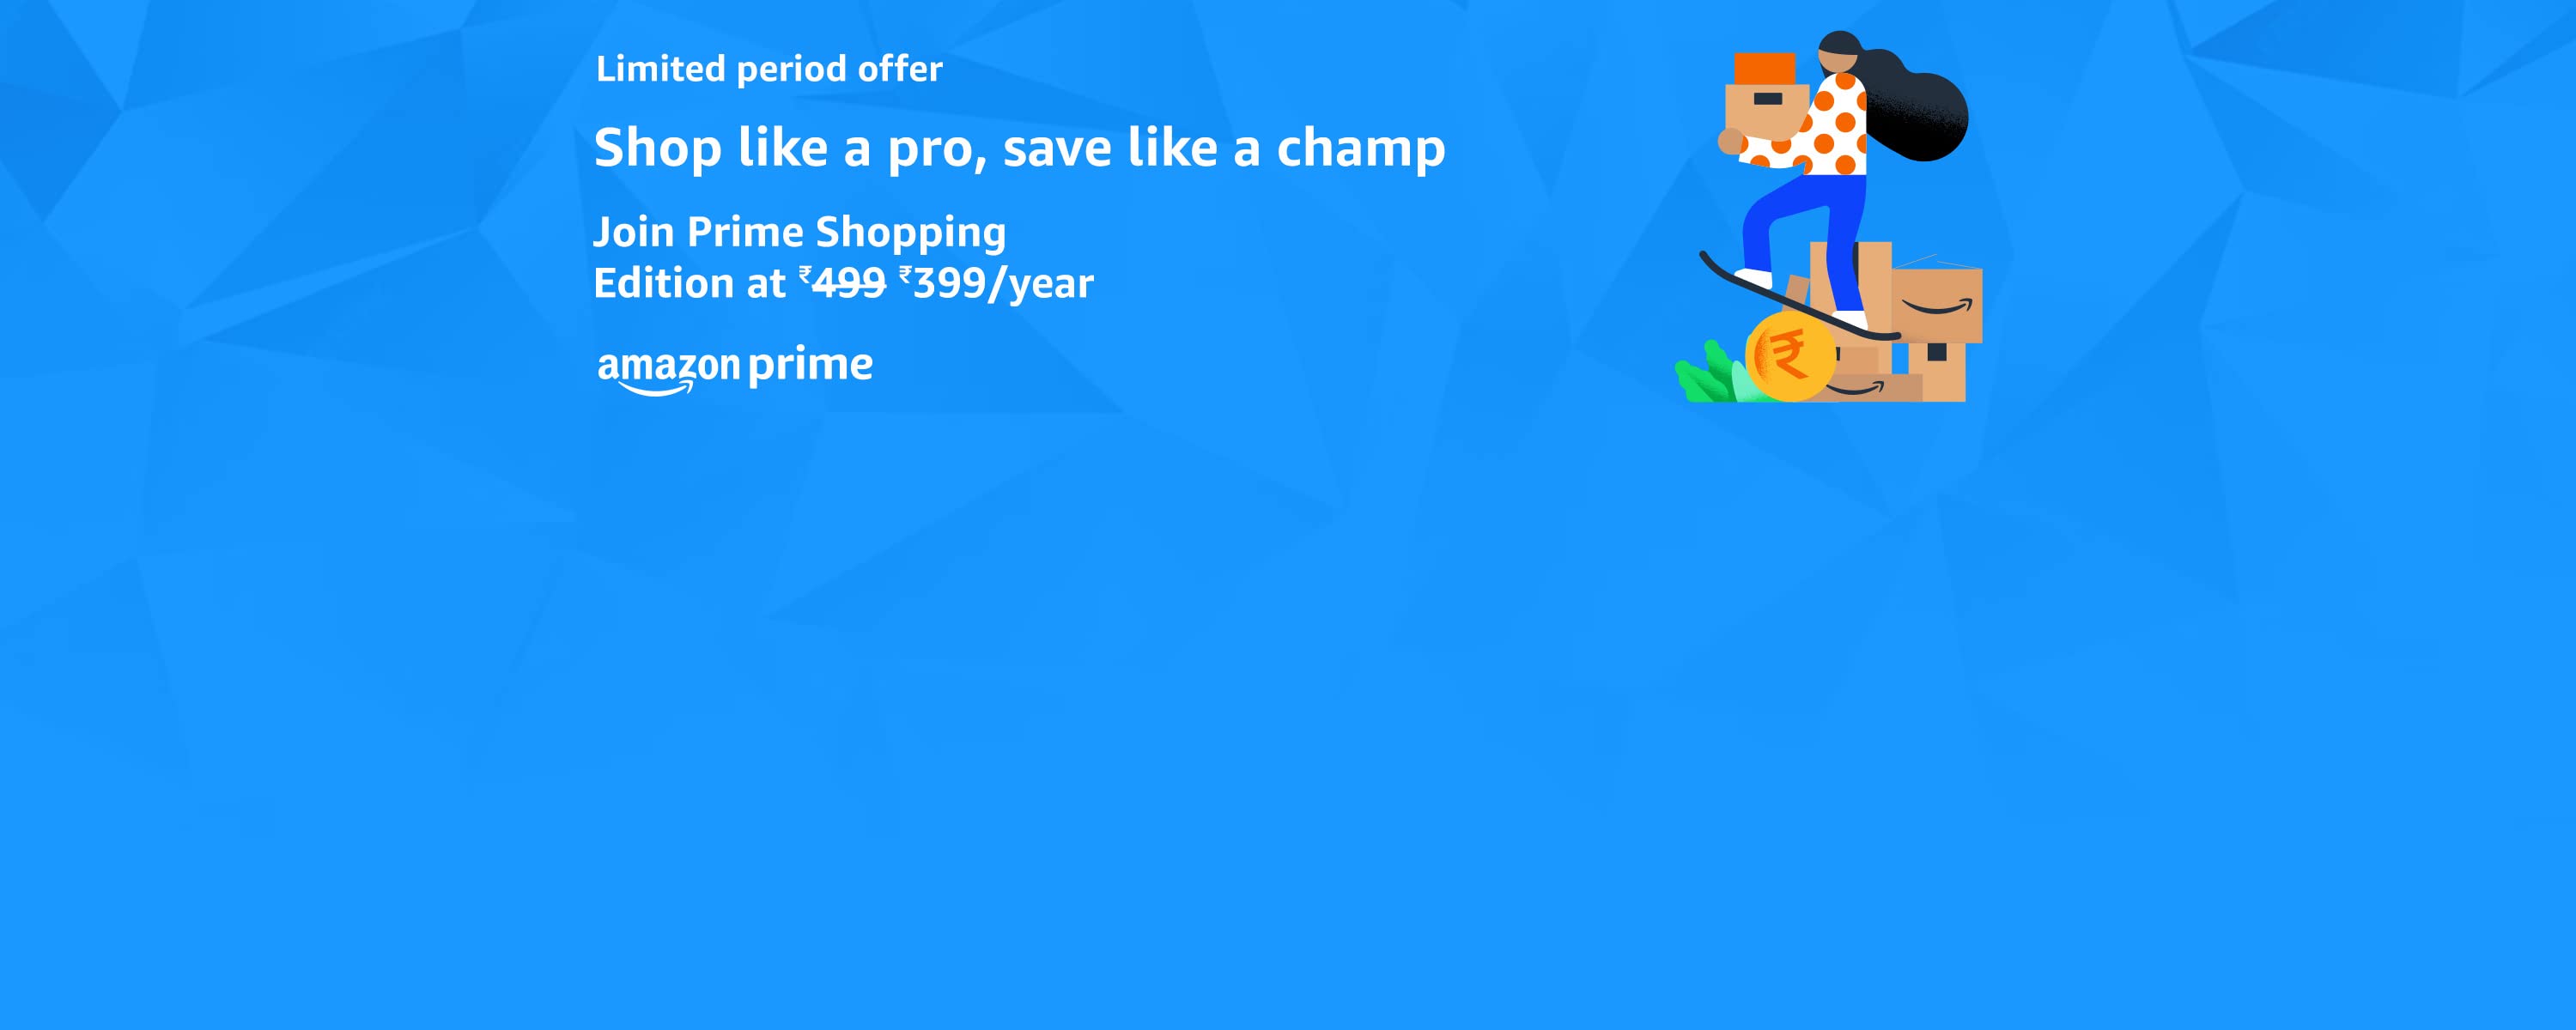 Limited period offer
Shop like a pro, save like a champ
Join Prime Shopping
Edition at ₹499 ₹399/year
amazon prime
₹